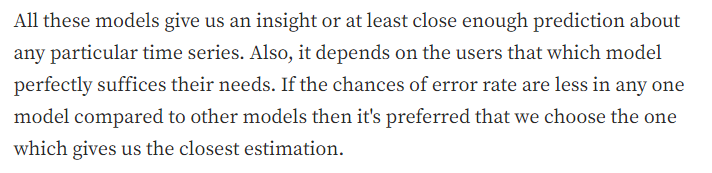 All these models give us an insight or at least close enough prediction about
any particular time series. Also, it depends on the users that which model
perfectly suffices their needs. If the chances of error rate are less in any one
model compared to other models then it's preferred that we choose the one
which gives us the closest estimation.